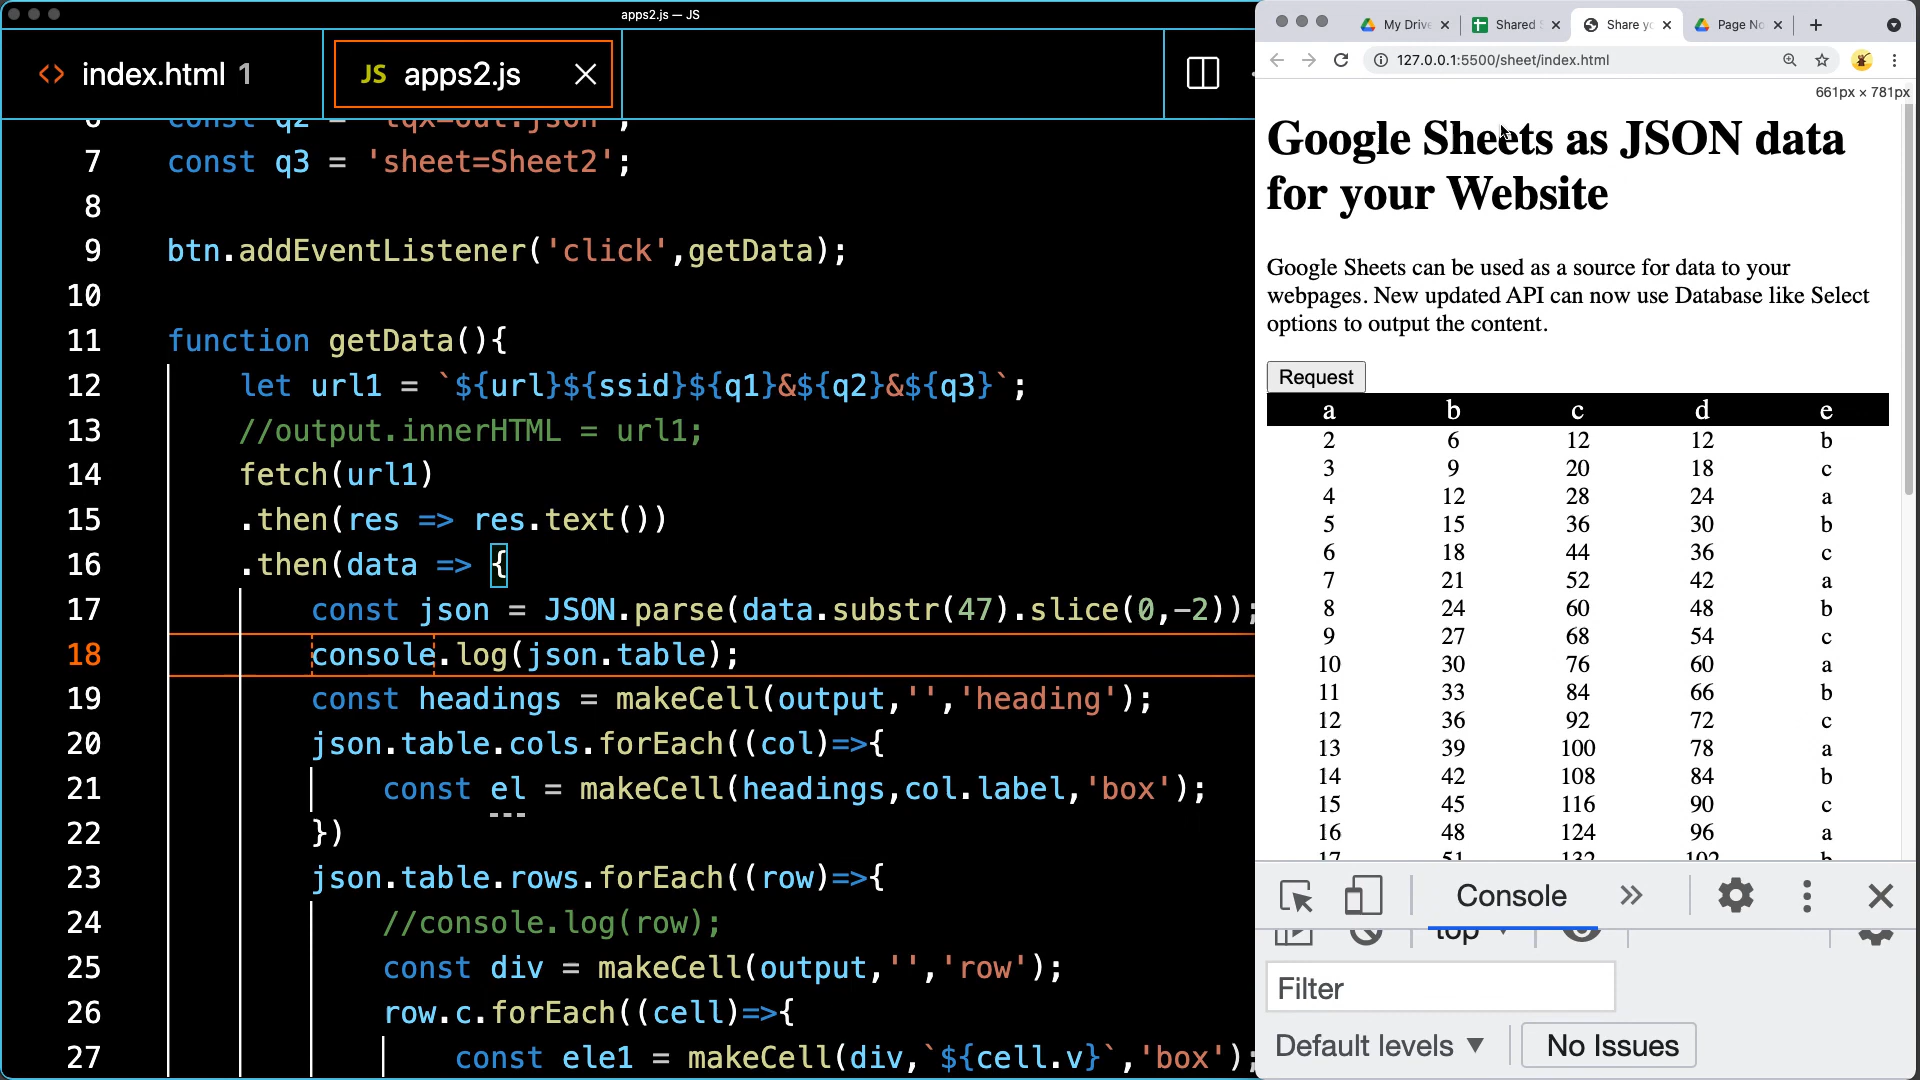 apps2.js — JS
<> index.html 1
JS apps2.js
6 const q2 = 'tqx=out:json';
7 const q3 = 'sheet=Sheet2';
8
9 btn.addEventListener('click',getData);
10
11 function getData(){
12 let url1 = `${url}${ssid}${q1}&${q2}&${q3}`;
13 //output.innerHTML = url1;
14 fetch(url1)
15 .then(res => res.text())
16 .then(data => {
17 const json = JSON.parse(data.substr(47).slice(0,-2));
18 console.log(json.table);
19 const headings = makeCell(output,'','heading');
20 json.table.cols.forEach((col)=>{
21 const el = makeCell(headings,col.label,'box');
22 })
23 json.table.rows.forEach((row)=>{
24 //console.log(row);
25 const div = makeCell(output,'','row');
26 row.c.forEach((cell)=>{
27 const ele1 = makeCell(div,`${cell.v}`,'box');
My Drive Shared S Share yo Page No
127.0.0.1:5500/sheet/index.html
661px × 781px
Google Sheets as JSON data
for your Website
Google Sheets can be used as a source for data to your
webpages. New updated API can now use Database like Select
options to output the content.
Request
a b c d e
2 6 12 12 b
3 9 20 18 c
4 12 28 24 a
5 15 36 30 b
6 18 44 36 c
7 21 52 42 a
8 24 60 48 b
9 27 68 54 c
10 30 76 60 a
11 33 84 66 b
12 36 92 72 c
13 39 100 78 a
14 42 108 84 b
15 45 116 90 c
16 48 124 96 a
17 51 132 102 b
Console
top
Filter
Default levels ▼ No Issues